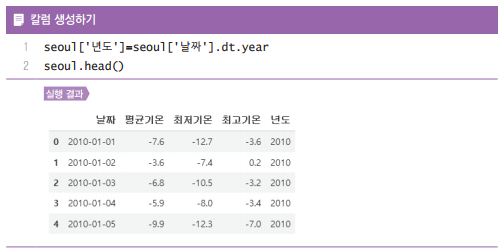 칼럼 생성하기
1 seoul['년도']=seoul['날짜'].dt.year
2 seoul.head()
실행 결과
날짜 평균기온 최저기온 최고기온 년도
0 2010-01-01 -7.6 -12.7 -3.6 2010
1 2010-01-02 -3.6 -7.4 0.2 2010
2 2010-01-03 -6.8 -10.5 -3.2 2010
3 2010-01-04 -5.9 -8.0 -3.4 2010
4 2010-01-05 -9.9 -12.3 -7.0 2010